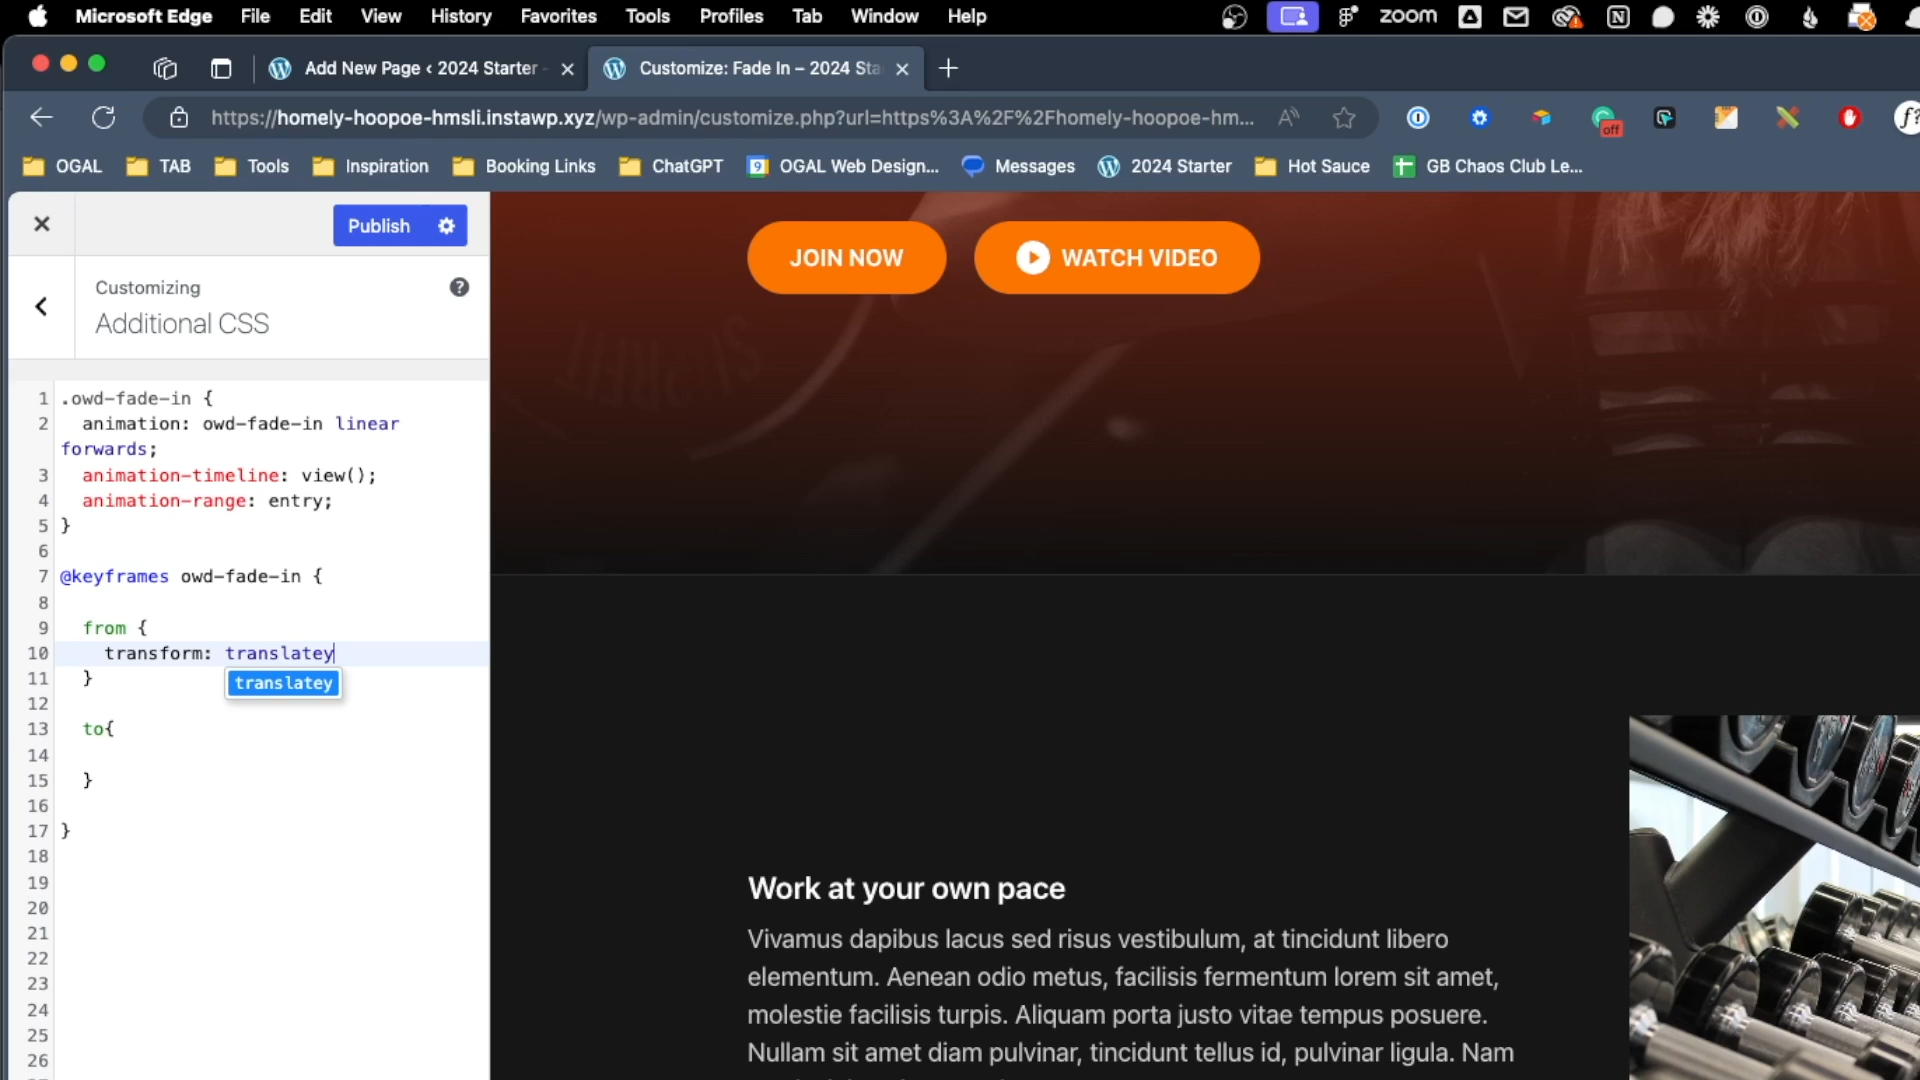 Microsoft Edge File Edit View History Favorites Tools Profiles Tab Window Help
zoom
Add New Page ‹ 2024 Starter
Customize: Fade In – 2024 Sta
https://homely-hoopoe-hmsli.instawp.xyz/wp-admin/customize.php?url=https%3A%2F%2Fhomely-hoopoe-hm...
off
f?
OGAL TAB Tools Inspiration Booking Links ChatGPT 9 OGAL Web Design... Messages 2024 Starter Hot Sauce GB Chaos Club Le...
Publish
Customizing
Additional CSS
1 .owd-fade-in {
2 animation: owd-fade-in linear
forwards;
3 animation-timeline: view();
4 animation-range: entry;
5 }
6
7 @keyframes owd-fade-in {
8
9 from {
10 transform: translatey
11 }
translatey
12
13 to{
14
15 }
16
17 }
18
19
20
21
22
23
24
25
26
JOIN NOW
WATCH VIDEO
Work at your own pace
Vivamus dapibus lacus sed risus vestibulum, at tincidunt libero
elementum. Aenean odio metus, facilisis fermentum lorem sit amet,
molestie facilisis turpis. Aliquam porta justo vitae tempus posuere.
Nullam sit amet diam pulvinar, tincidunt tellus id, pulvinar ligula. Nam